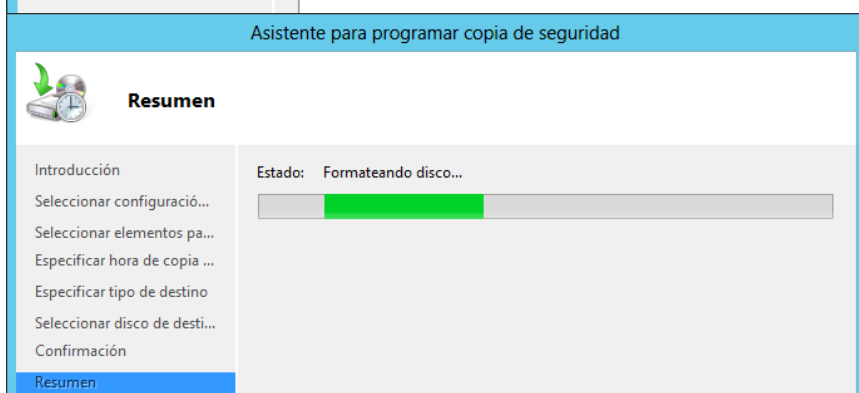 Asistente para programar copia de seguridad
Resumen
Introducción
Seleccionar configuració...
Seleccionar elementos pa...
Especificar hora de copia ...
Especificar tipo de destino
Seleccionar disco de desti...
Confirmación
Resumen
Estado: Formateando disco...